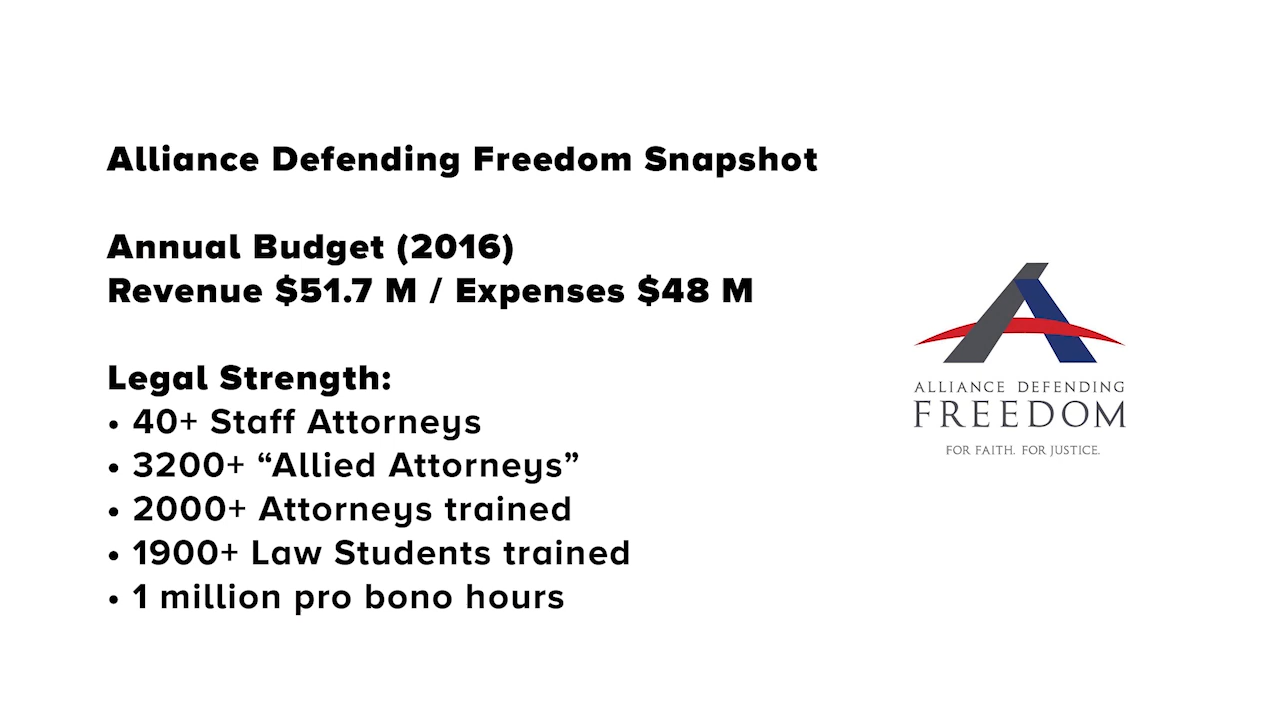 Alliance Defending Freedom Snapshot
Annual Budget (2016)
Revenue $51.7 M / Expenses $48 M
Legal Strength:
• 40+ Staff Attorneys
• 3200+ “Allied Attorneys”
• 2000+ Attorneys trained
• 1900+ Law Students trained
• 1 million pro bono hours
ALLIANCE DEFENDING
FREEDOM
FOR FAITH. FOR JUSTICE.